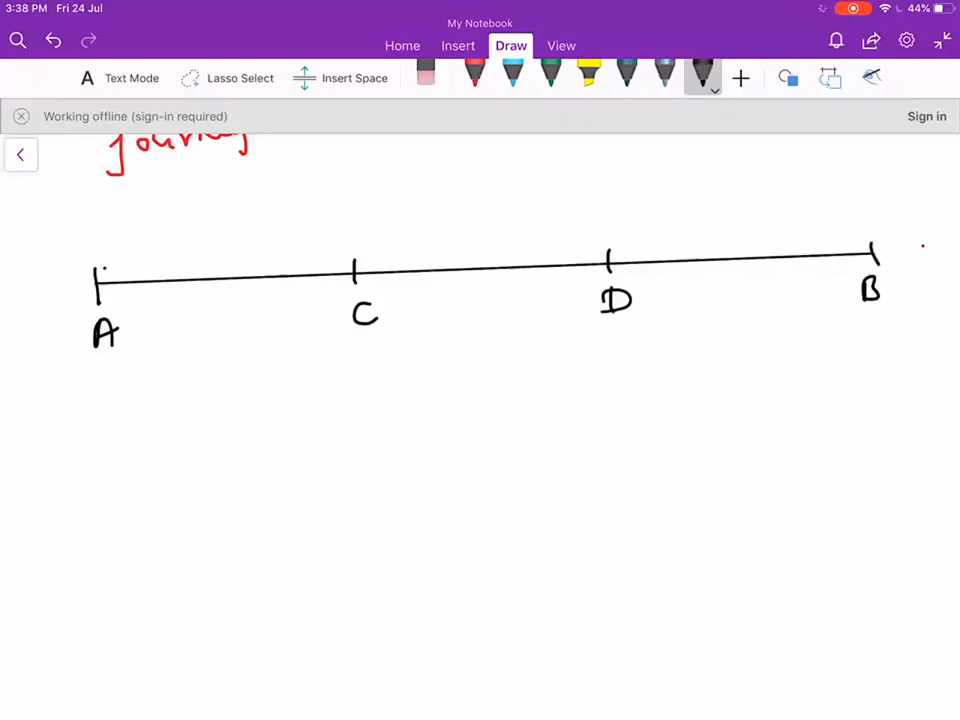 3:38 PM Fri 24 Jul 44%
My Notebook
Home Insert Draw View
A Text Mode Lasso Select Insert Space
Working offline (sign-in required) Sign in
journey
A C D B